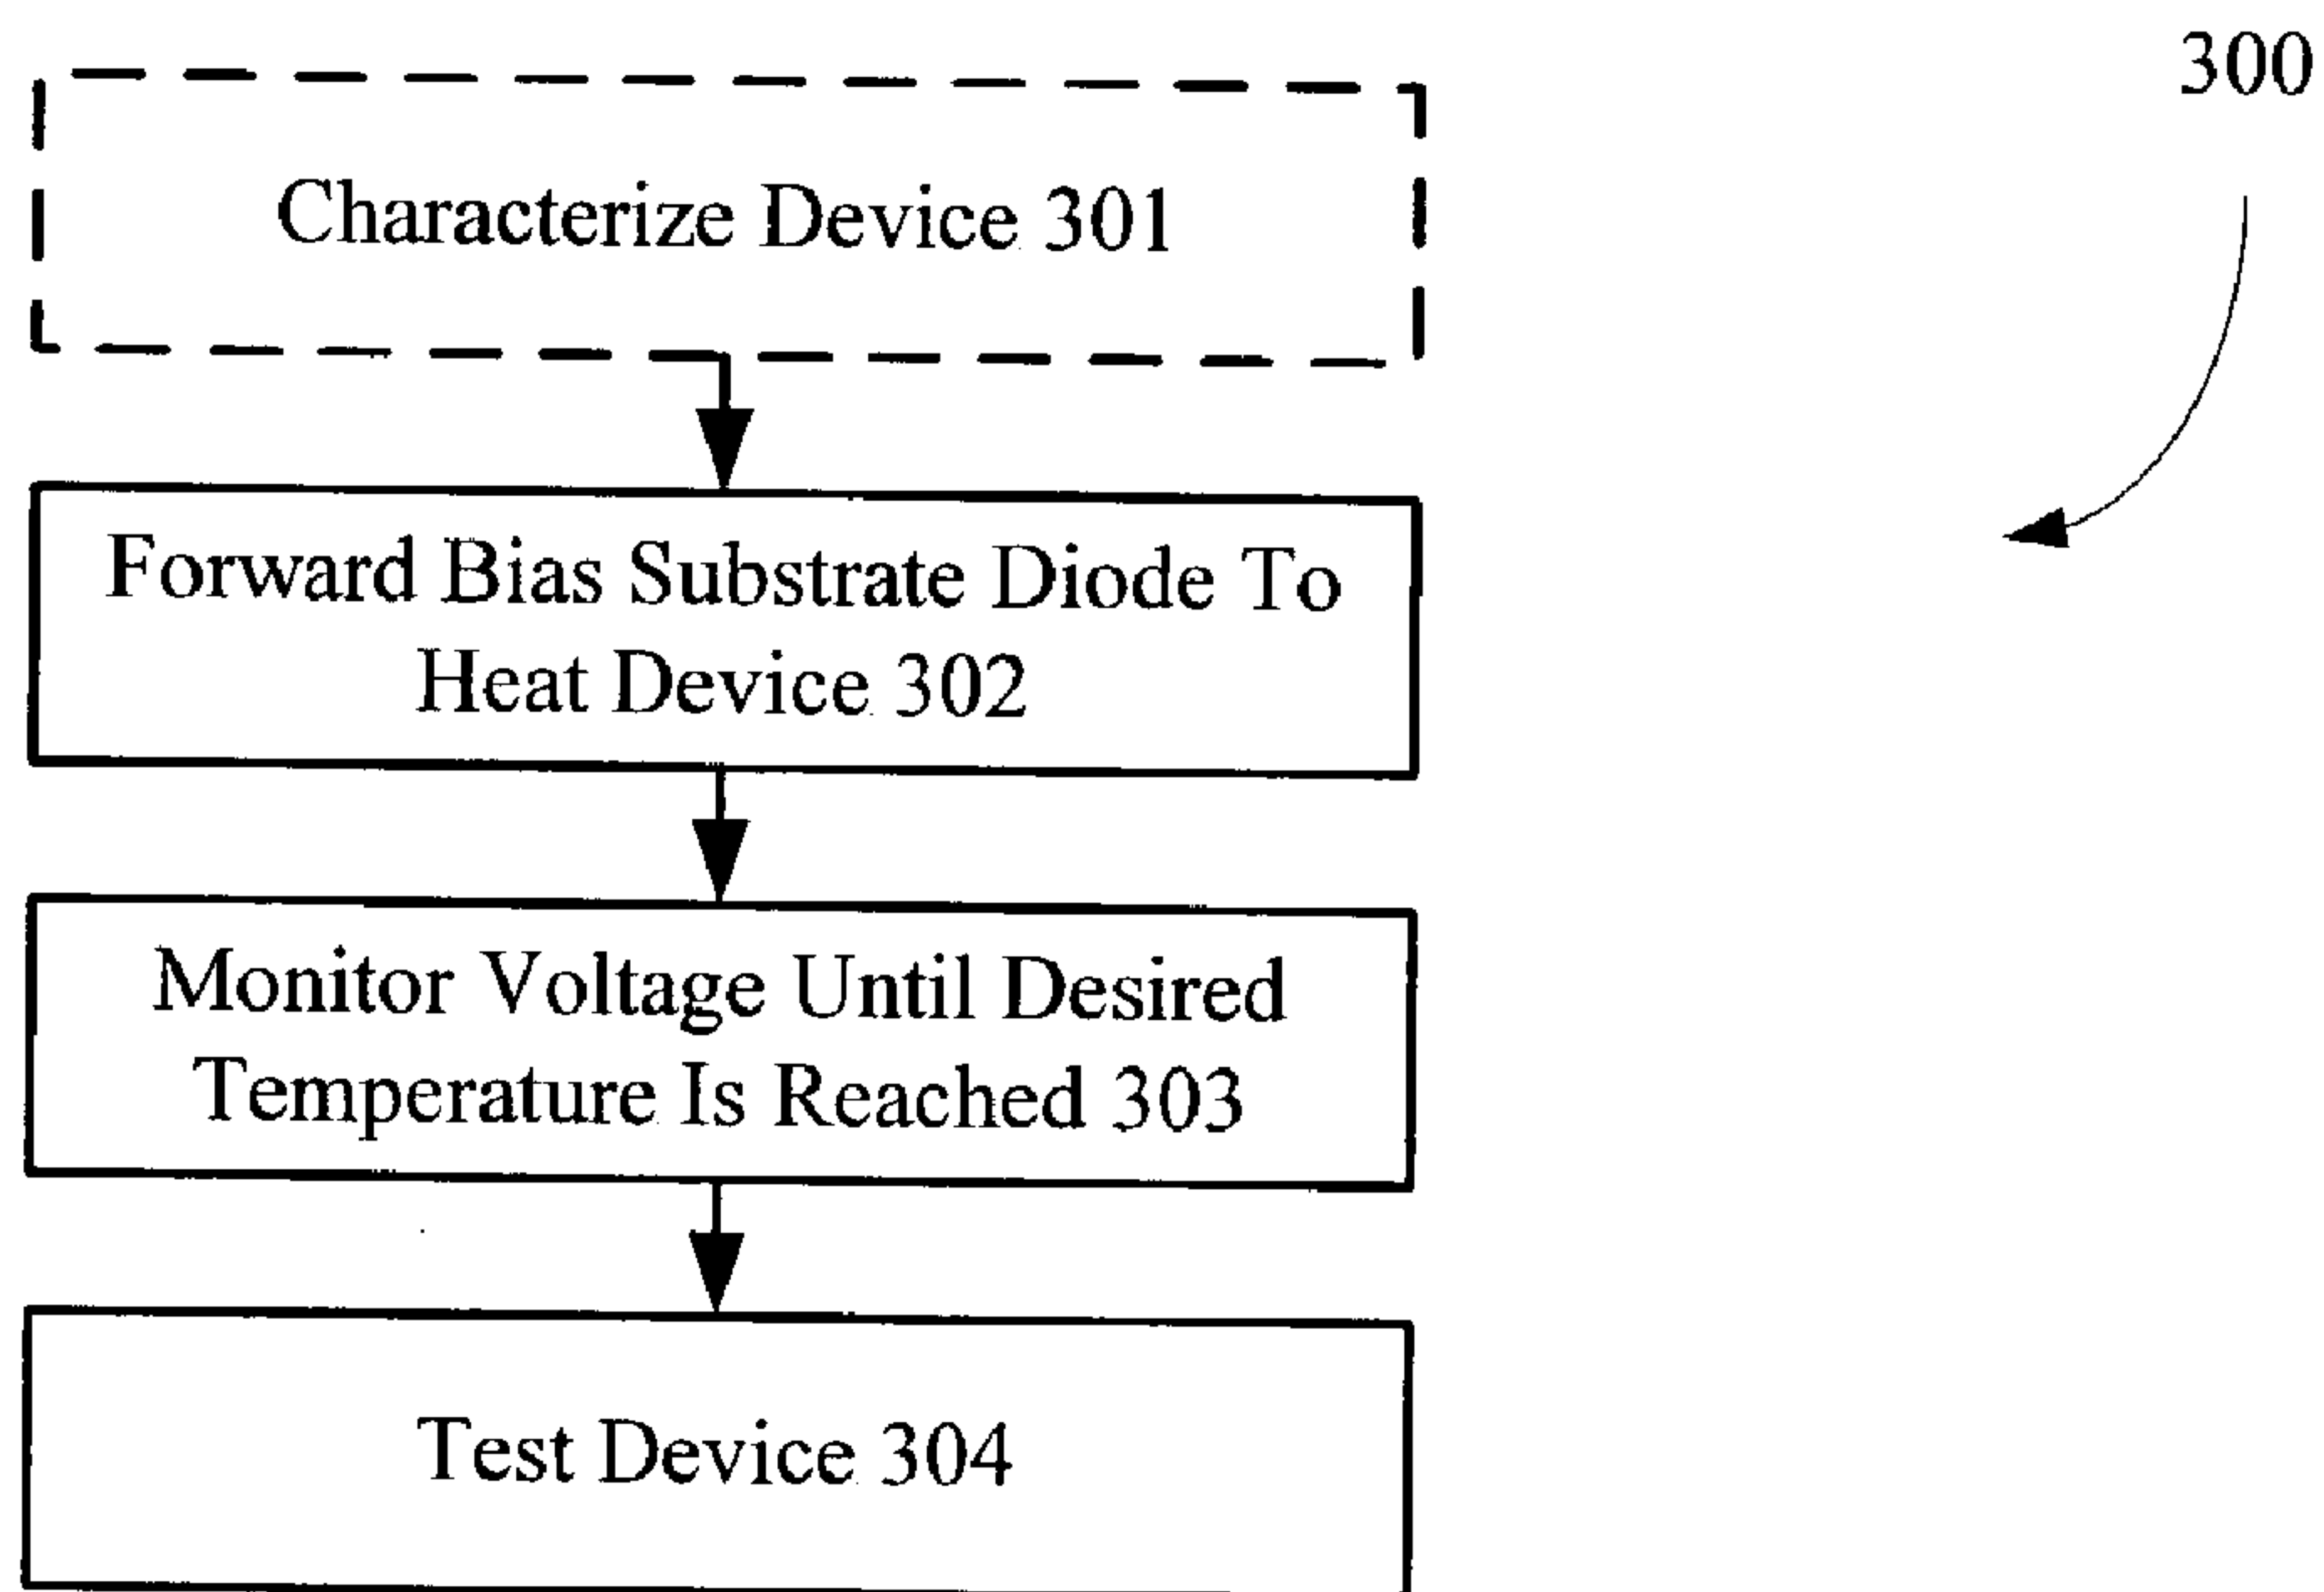 300
Characterize Device 301
Forward Bias Substrate Diode To
Heat Device 302
Monitor Voltage Until Desired
Temperature Is Reached 303
Test Device 304